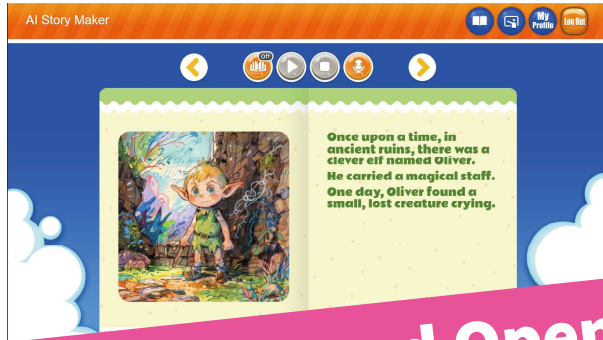 AI Story Maker
My
Profile
Log Out
Off
Once upon a time, in
ancient ruins, there was a
clever elf named Oliver.
He carried a magical staff.
One day, Oliver found a
small, lost creature crying.